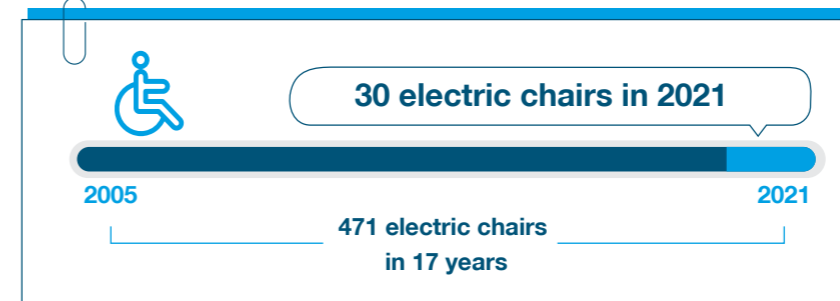 30 electric chairs in 2021
2005
2021
471 electric chairs
in 17 years